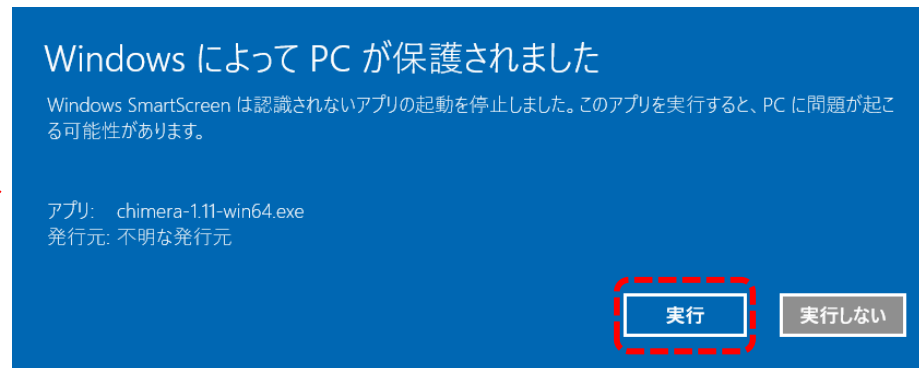 Windows によって PC が保護されました
Windows SmartScreen は認識されないアプリの起動を停止しました。このアプリを実行すると、PC に問題が起こ
る可能性があります。
アプリ: chimera-1.11-win64.exe
発行元: 不明な発行元
実行
実行しない